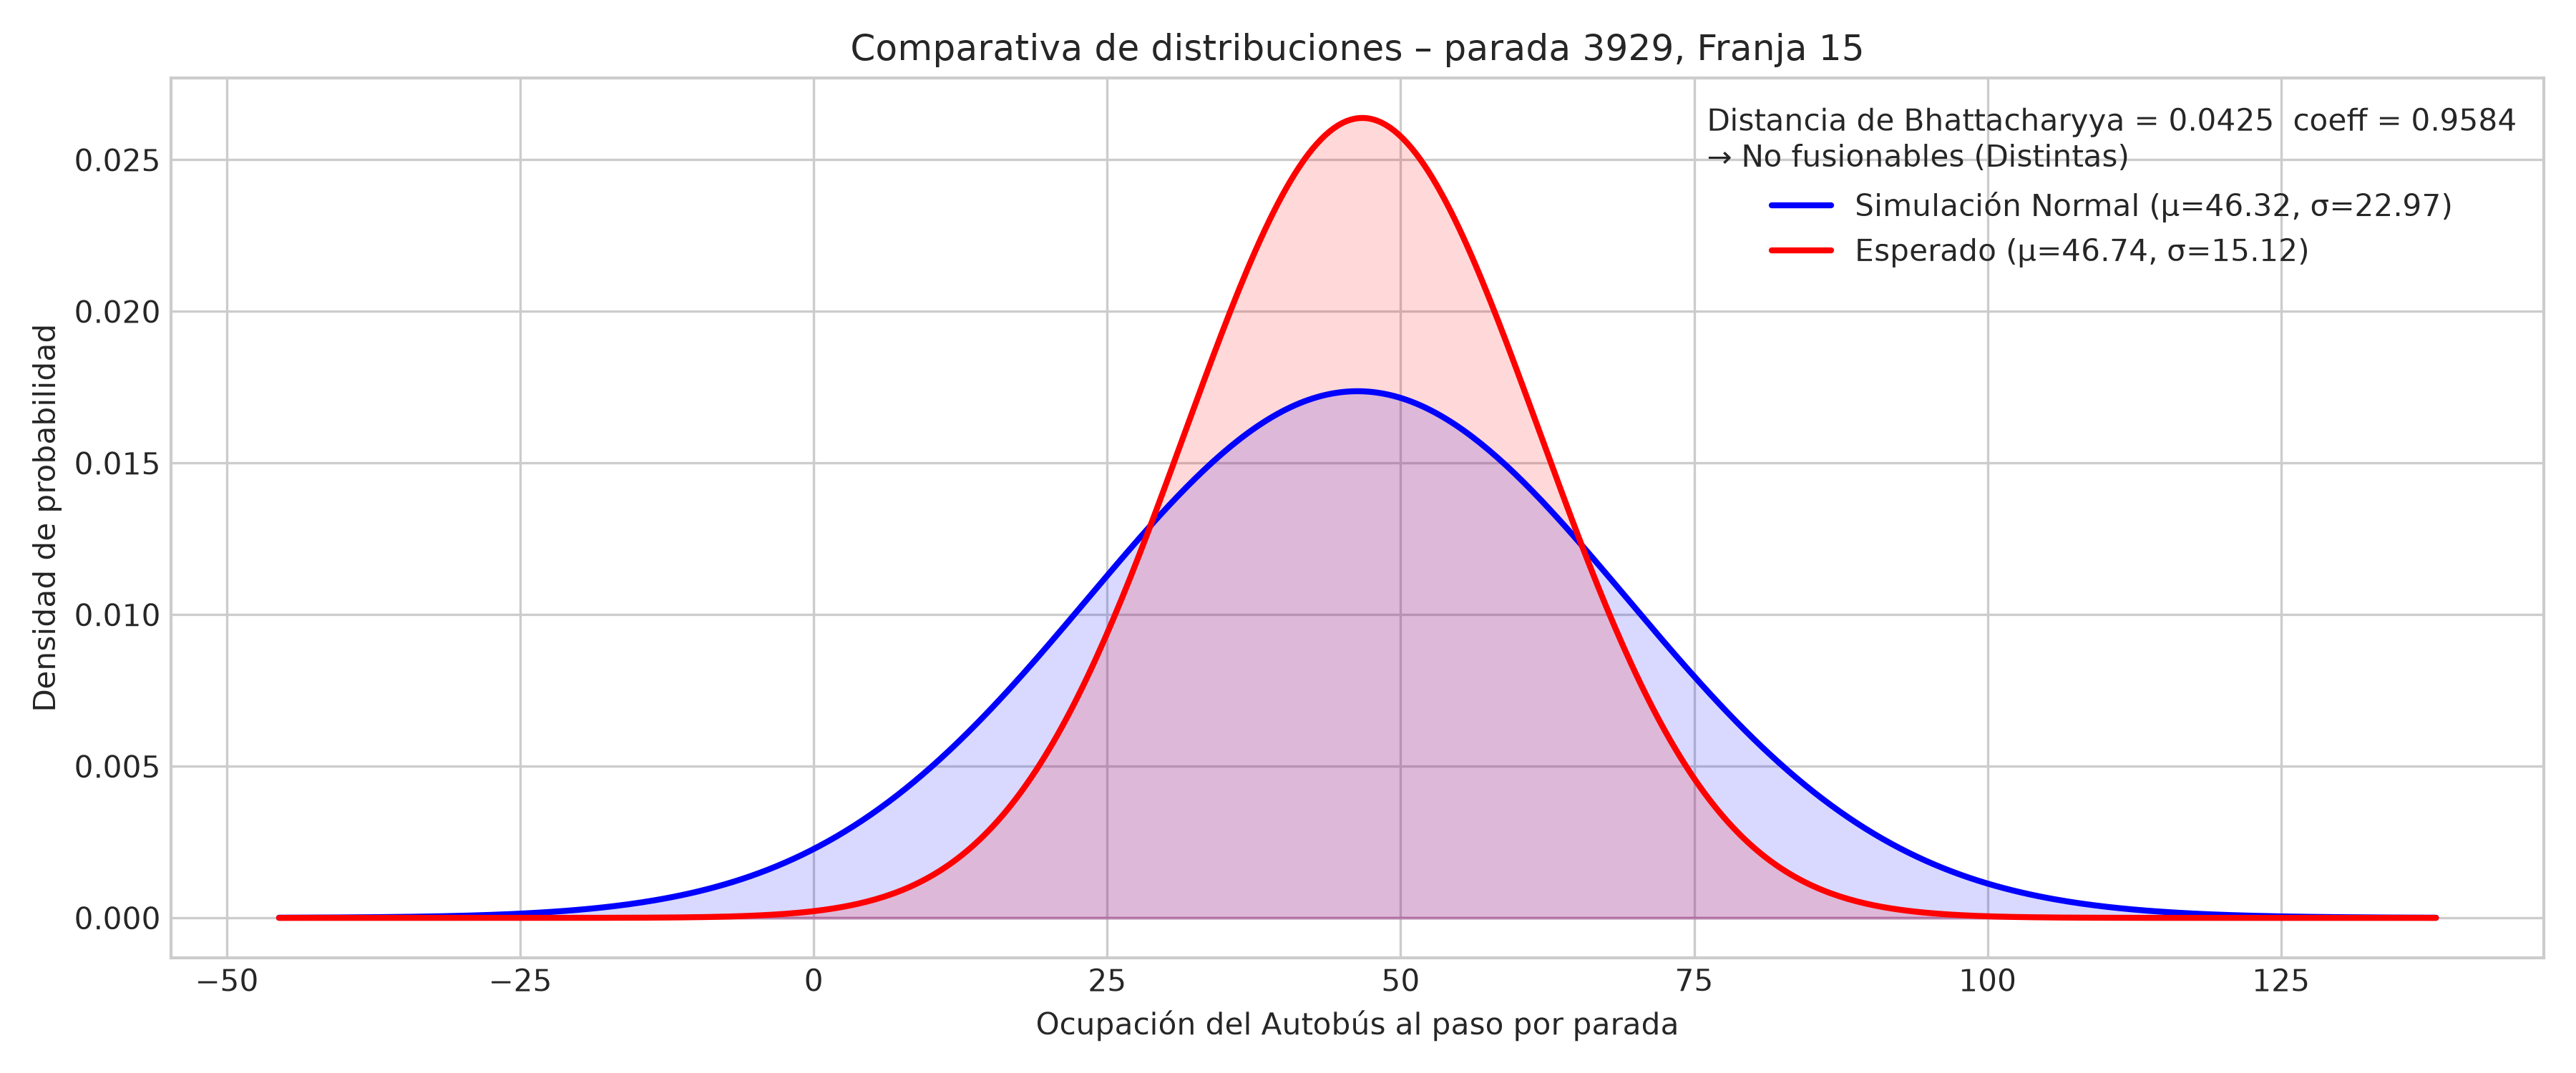 Comparativa de distribuciones – parada 3929, Franja 15
Distancia de Bhattacharyya = 0.0425  coeff = 0.9584
→ No fusionables (Distintas)
Simulación Normal (μ=46.32, σ=22.97)
Esperado (μ=46.74, σ=15.12)
Densidad de probabilidad
0.025
0.020
0.015
0.010
0.005
0.000
−50 −25 0 25 50 75 100 125
Ocupación del Autobús al paso por parada